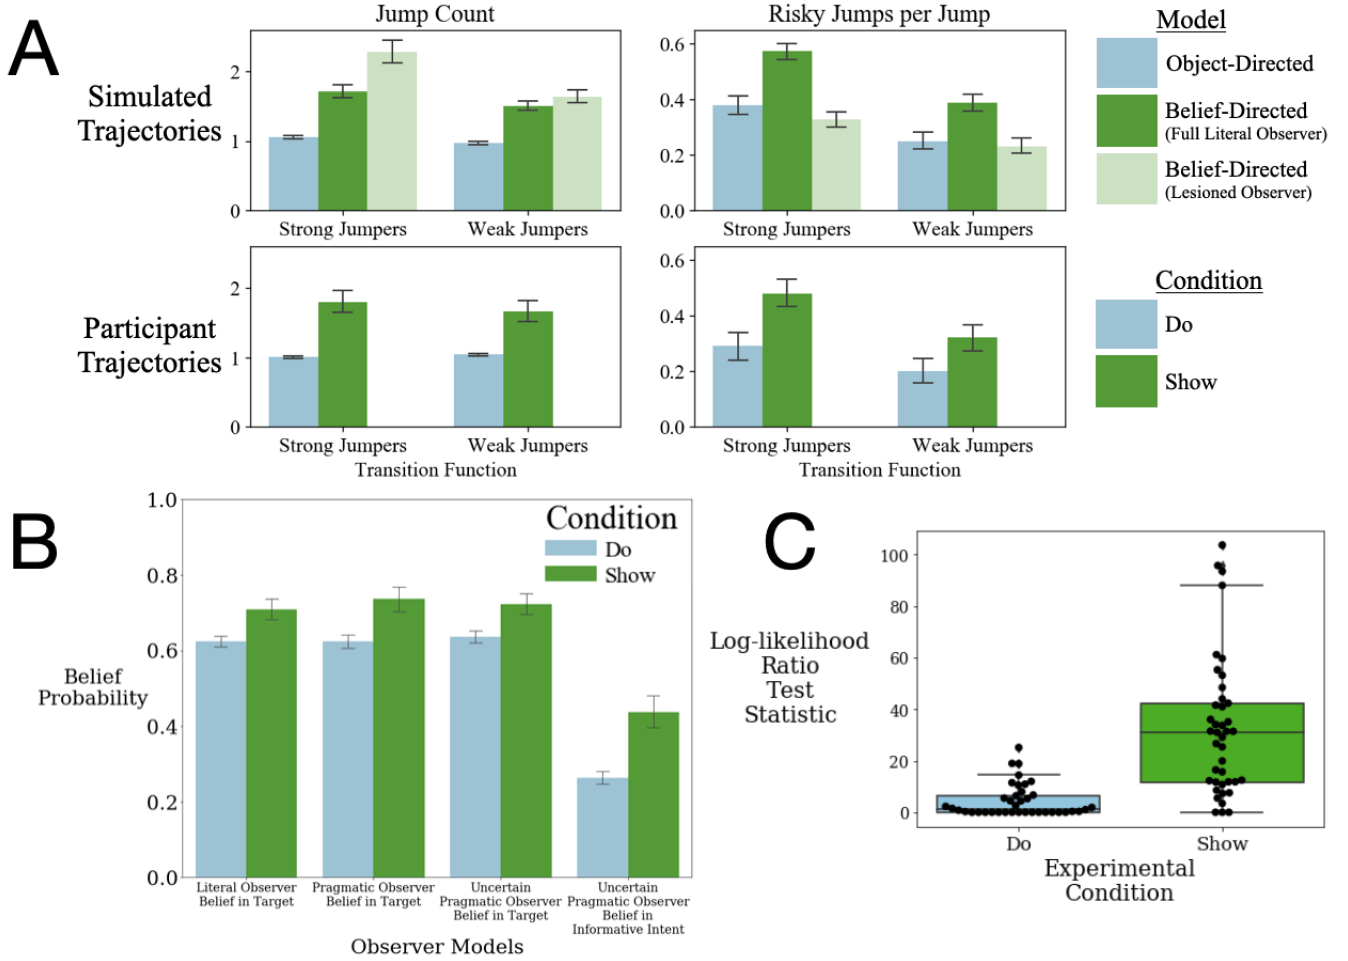 A
Jump Count
Risky Jumps per Jump
Model
Simulated
Trajectories
2
1
0
0.6
0.4
0.2
0.0
Strong Jumpers
Weak Jumpers
Strong Jumpers
Weak Jumpers
Object-Directed
Belief-Directed
(Full Literal Observer)
Belief-Directed
(Lesioned Observer)
Participant
Trajectories
2
1
0
0.6
0.4
0.2
0.0
Strong Jumpers
Weak Jumpers
Transition Function
Strong Jumpers
Weak Jumpers
Transition Function
Condition
Do
Show
B
Belief
Probability
1.0
0.8
0.6
0.4
0.2
0.0
Condition
Do
Show
Literal Observer
Belief in Target
Pragmatic Observer
Belief in Target
Uncertain
Pragmatic Observer
Belief in Target
Uncertain
Pragmatic Observer
Belief in
Informative Intent
Observer Models
C
Log-likelihood
Ratio
Test
Statistic
100
80
60
40
20
0
Do
Show
Experimental
Condition